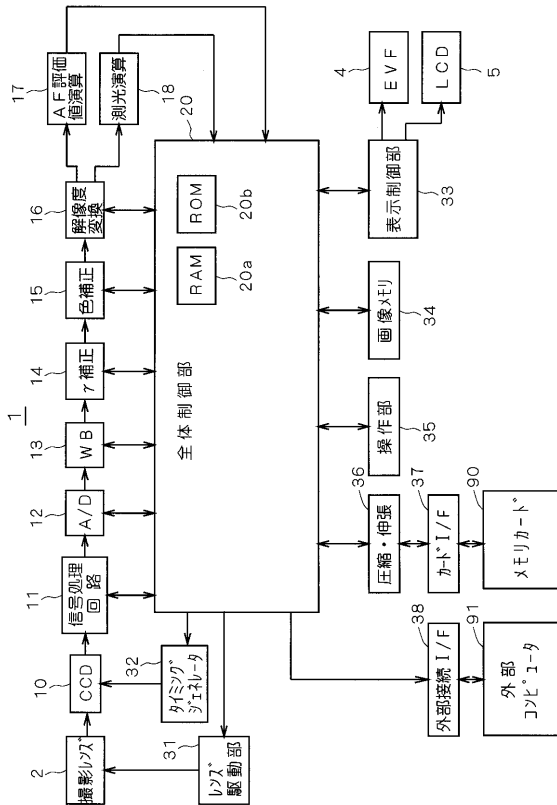 1
2
撮影レンズ
10
CCD
11
信号処理
回路
12
A/D
13
WB
14
γ補正
15
色補正
16
解像度
変換
17
AF評価
値演算
測光演算
18
20
全体制御部
RAM
20a
ROM
20b
31
レンズ
駆動部
32
タイミング
ジェネレータ
38
外部接続I/F
91
外部
コンピュータ
36
圧縮・伸張
37
カードI/F
90
メモリカード
操作部
35
画像メモリ
34
表示制御部
33
EVF
4
LCD
5